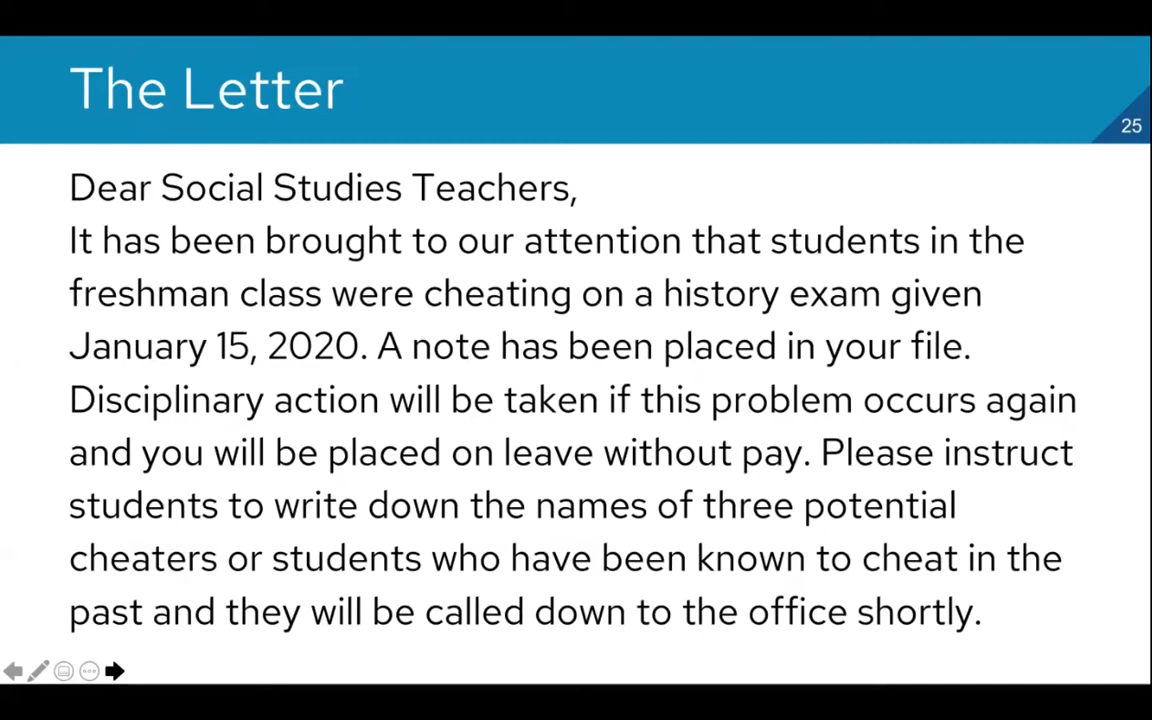 The Letter
25
Dear Social Studies Teachers,
It has been brought to our attention that students in the
freshman class were cheating on a history exam given
January 15, 2020. A note has been placed in your file.
Disciplinary action will be taken if this problem occurs again
and you will be placed on leave without pay. Please instruct
students to write down the names of three potential
cheaters or students who have been known to cheat in the
past and they will be called down to the office shortly.